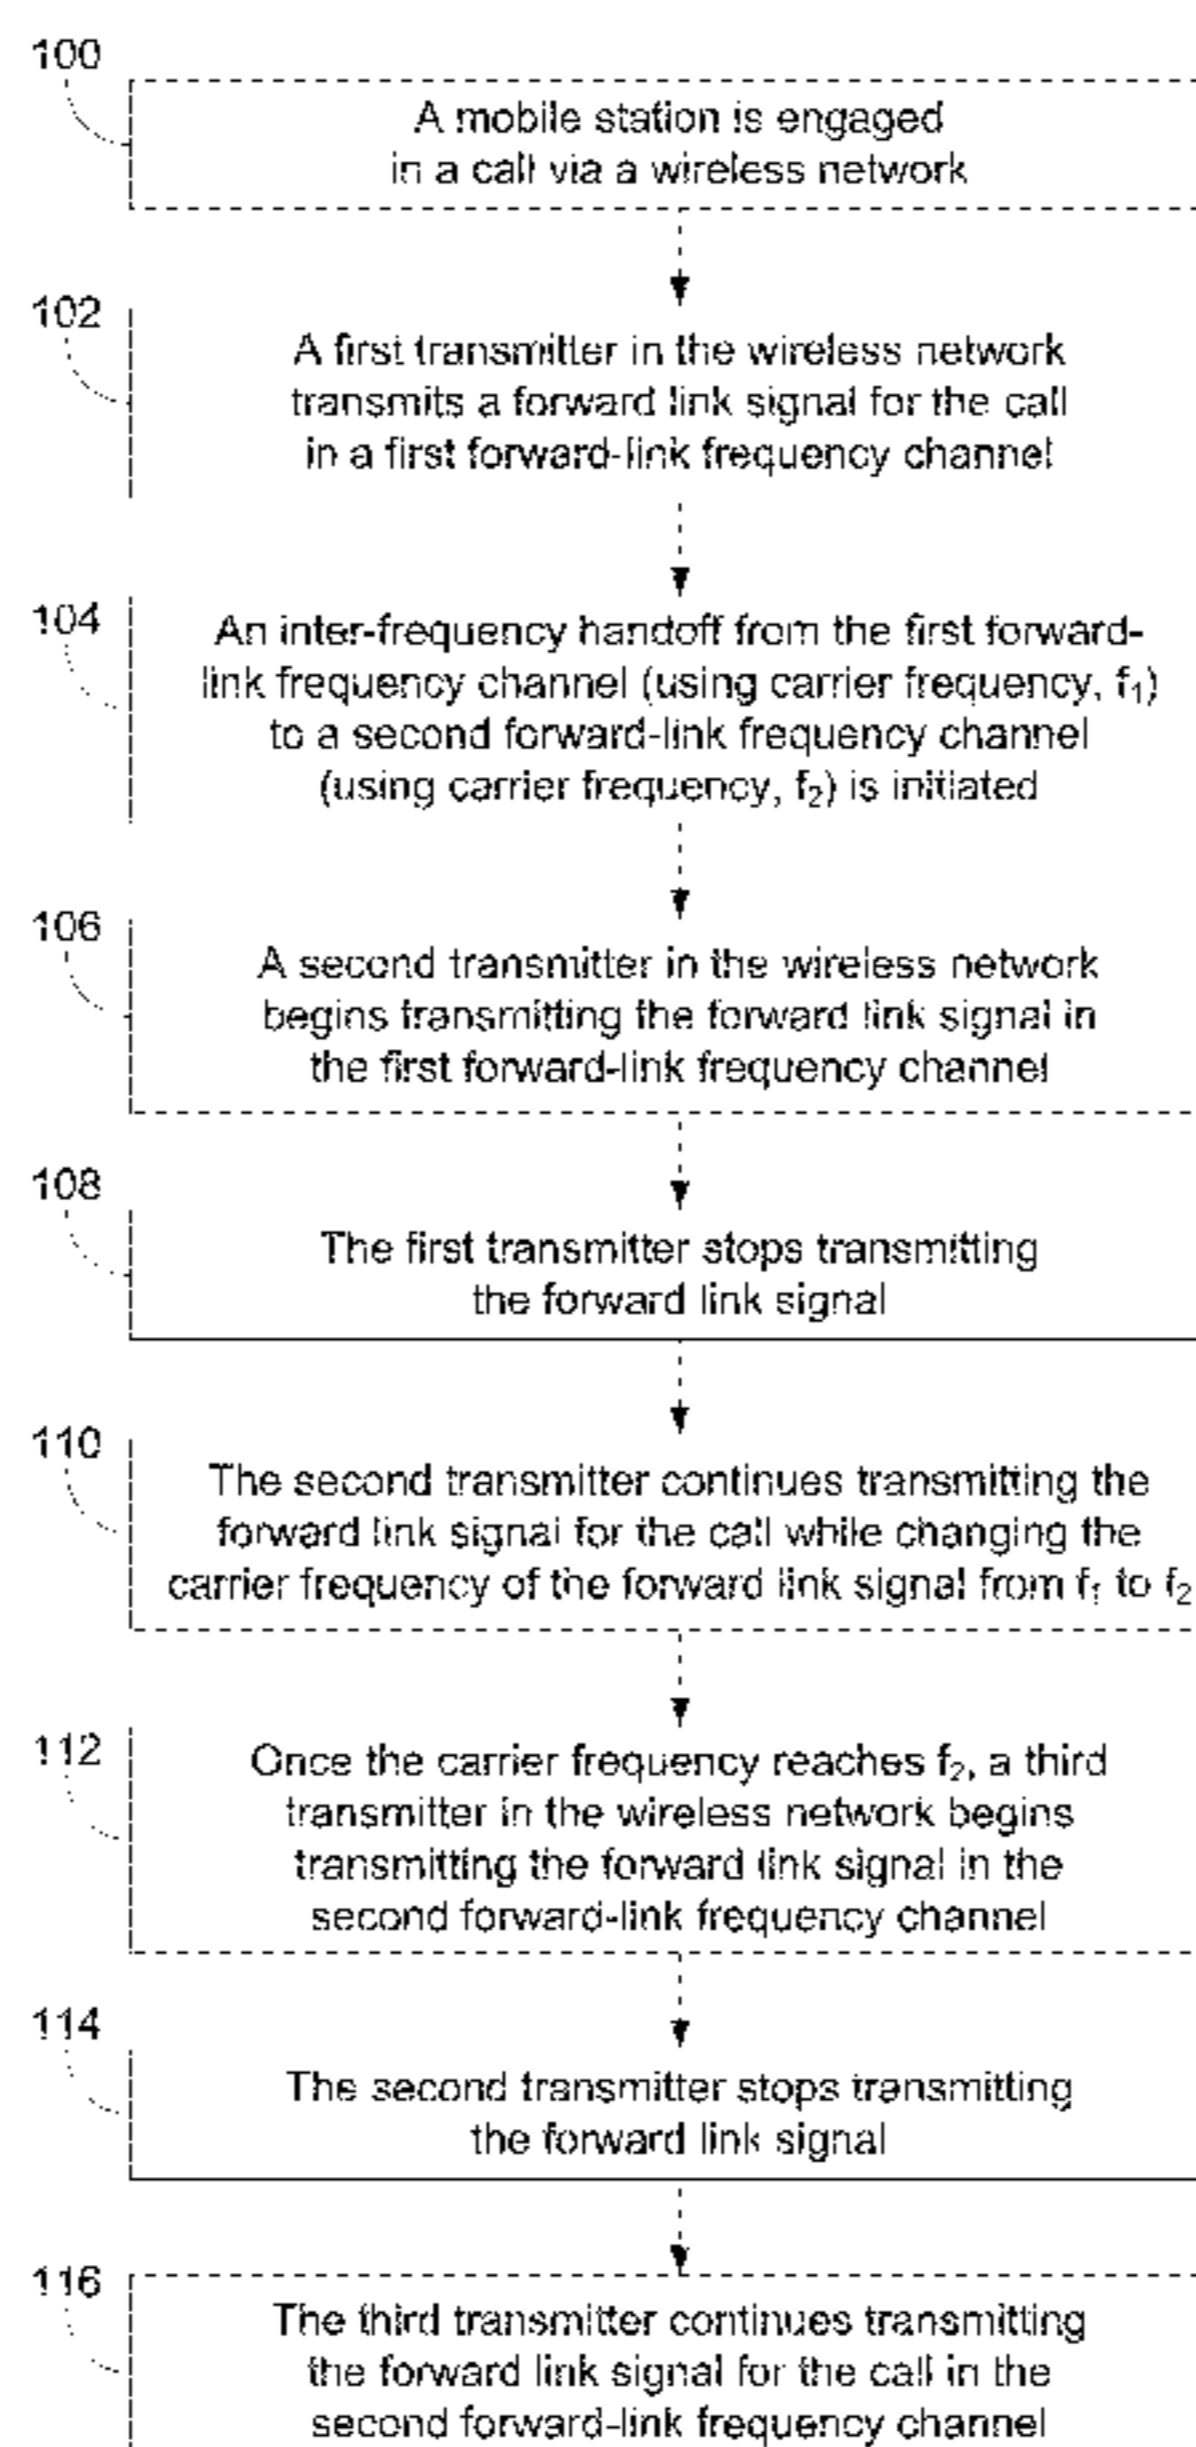 100
A mobile station is engaged
in a call via a wireless network
102
A first transmitter in the wireless network
transmits a forward link signal for the call
in a first forward-link frequency channel
104
An inter-frequency handoff from the first forward-
link frequency channel (using carrier frequency, f₁)
to a second forward-link frequency channel
(using carrier frequency, f₂) is initiated
106
A second transmitter in the wireless network
begins transmitting the forward link signal in
the first forward-link frequency channel
108
The first transmitter stops transmitting
the forward link signal
110
The second transmitter continues transmitting the
forward link signal for the call while changing the
carrier frequency of the forward link signal from f₁ to f₂
112
Once the carrier frequency reaches f₂, a third
transmitter in the wireless network begins
transmitting the forward link signal in the
second forward-link frequency channel
114
The second transmitter stops transmitting
the forward link signal
116
The third transmitter continues transmitting
the forward link signal for the call in the
second forward-link frequency channel